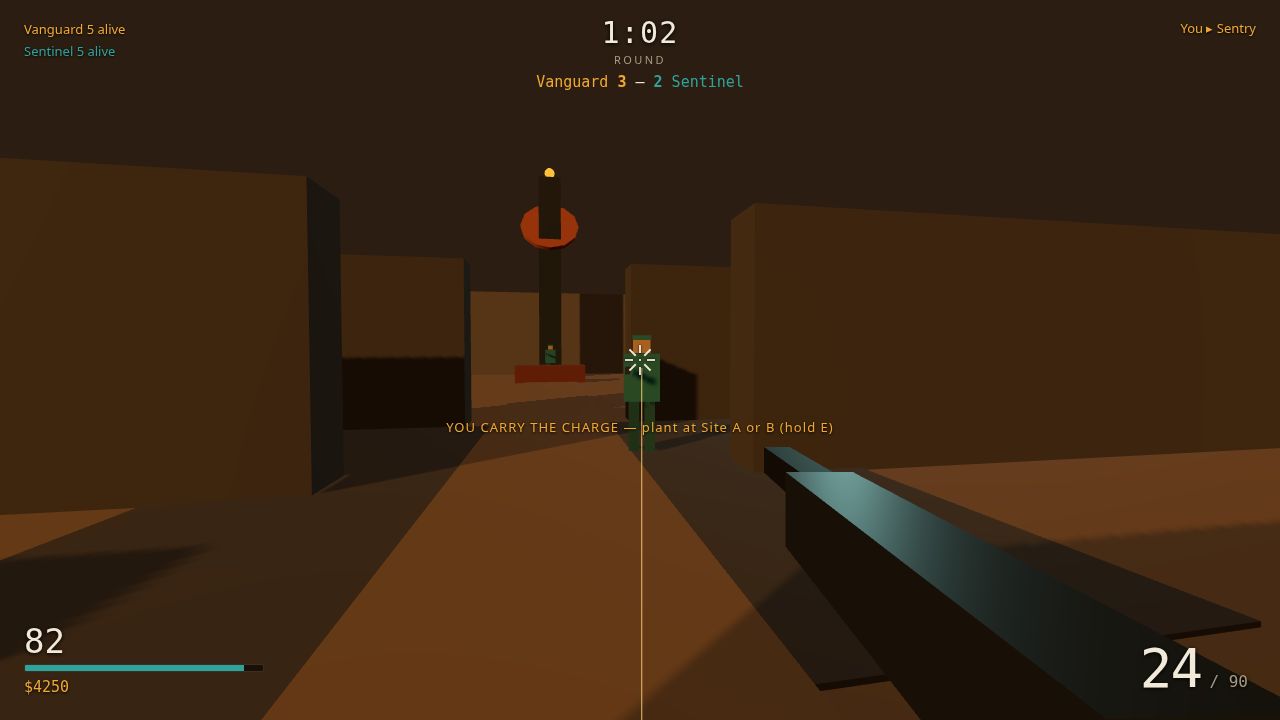 Vanguard 5 alive
Sentinel 5 alive
1:02
ROUND
Vanguard 3 — 2 Sentinel
You ▸ Sentry
YOU CARRY THE CHARGE — plant at Site A or B (hold E)
82
$4250
24 / 90